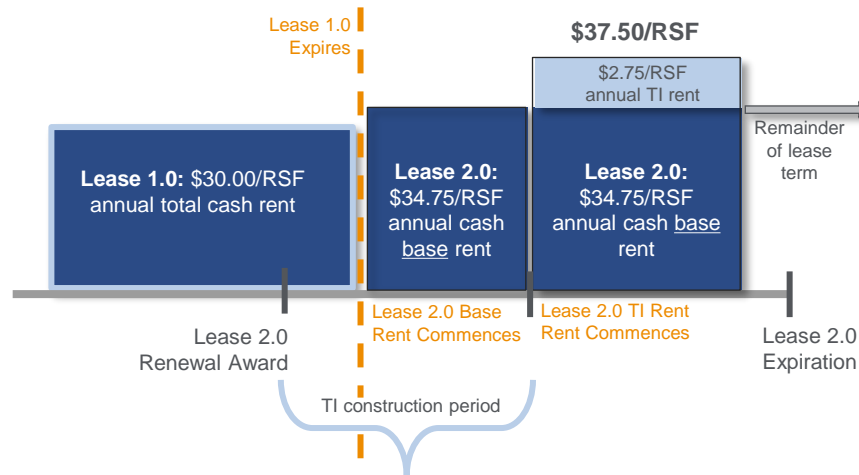 Lease 1.0
Expires
$37.50/RSF
$2.75/RSF
annual TI rent
Remainder
of lease
term
Lease 1.0: $30.00/RSF
annual total cash rent
Lease 2.0:
$34.75/RSF
annual cash
base rent
Lease 2.0:
$34.75/RSF
annual cash base
rent
Lease 2.0 Base
Rent Commences
Lease 2.0 TI Rent
Rent Commences
Lease 2.0
Renewal Award
Lease 2.0
Expiration
TI construction period